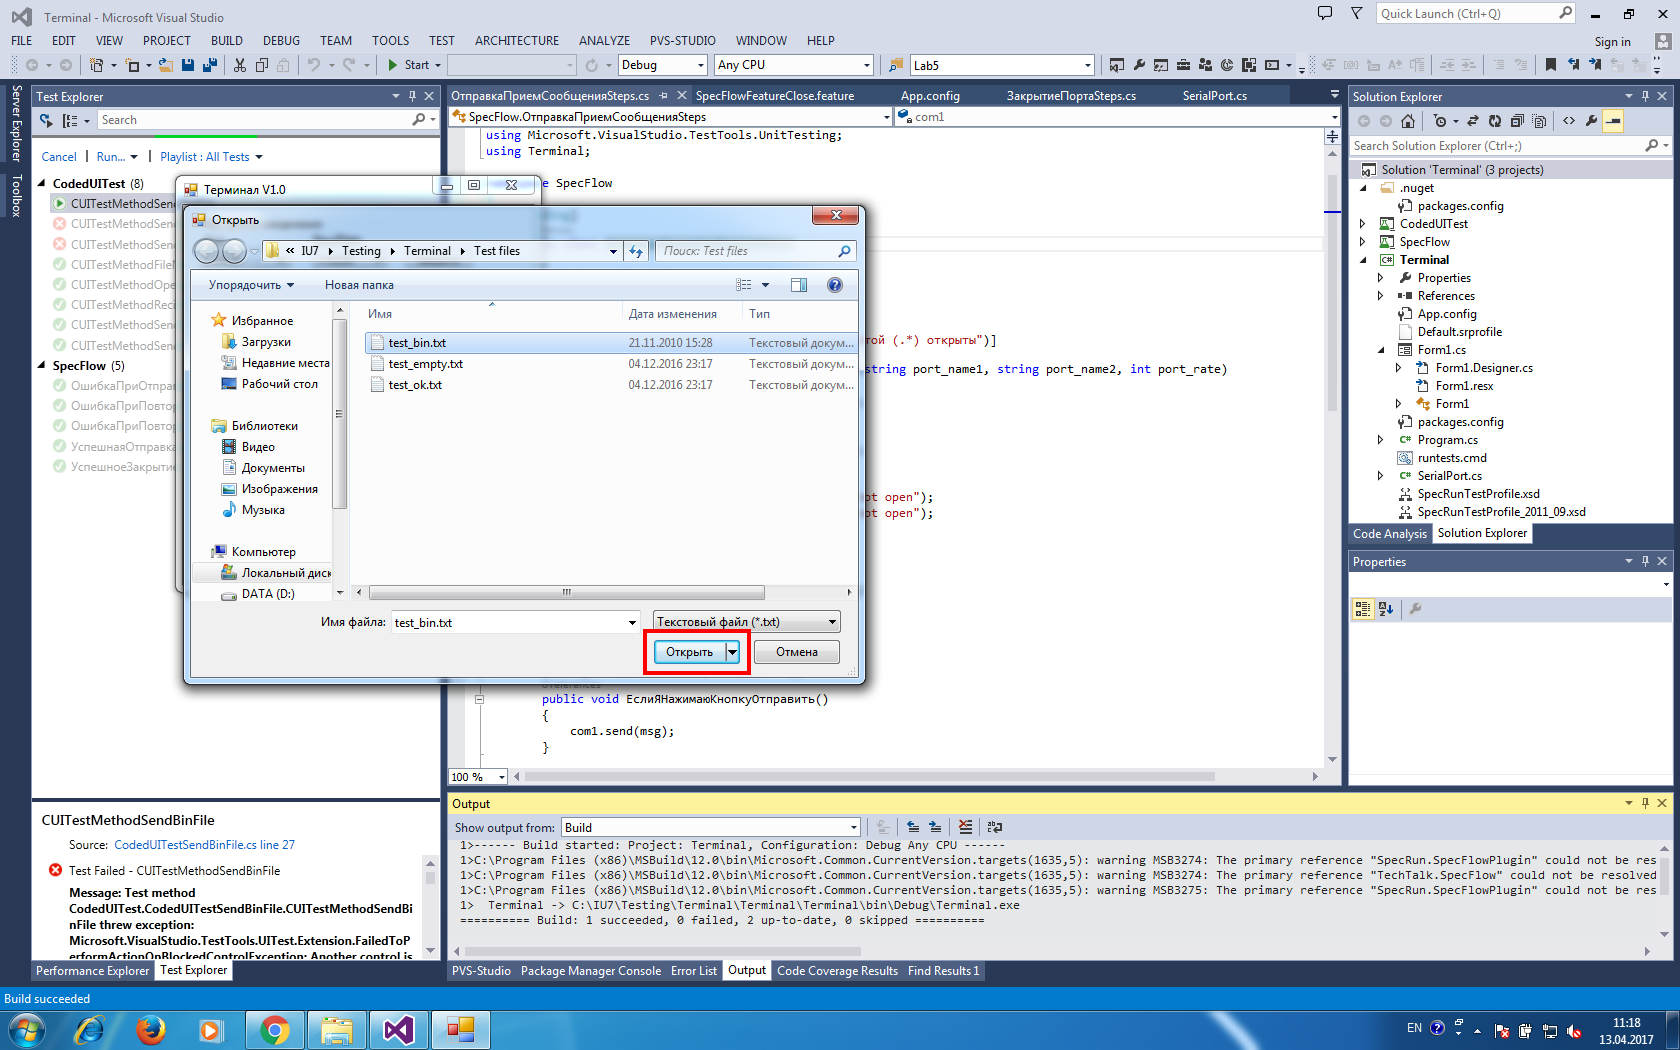 Terminal - Microsoft Visual Studio
Quick Launch (Ctrl+Q)
FILE EDIT VIEW PROJECT BUILD DEBUG TEAM TOOLS TEST ARCHITECTURE ANALYZE PVS-STUDIO WINDOW HELP
Sign in
Start Debug Any CPU Lab5
Server Explorer
Toolbox
Test Explorer
Search
Cancel Run... Playlist : All Tests
CodedUITest (8)
CUITestMethodSend
CUITestMethodSend
CUITestMethodSend
CUITestMethodFile
CUITestMethodOpe
CUITestMethodReci
CUITestMethodSend
CUITestMethodSend
SpecFlow (5)
ОшибкаПриОтправ
ОшибкаПриПовтор
ОшибкаПриПовтор
УспешнаяОтправка
УспешноеЗакрытие
CUITestMethodSendBinFile
Source: CodedUITestSendBinFile.cs line 27
Test Failed - CUITestMethodSendBinFile
Message: Test method
CodedUITest.CodedUITestSendBinFile.CUITestMethodSendBi
nFile threw exception:
Microsoft.VisualStudio.TestTools.UITest.Extension.FailedToP
erformActionOnBlockedControlException: Another control is
Performance Explorer Test Explorer
ОтправкаПриемСообщенияSteps.cs SpecFlowFeatureClose.feature App.config ЗакрытиеПортаSteps.cs SerialPort.cs
SpecFlow.ОтправкаПриемСообщенияSteps com1
using Microsoft.VisualStudio.TestTools.UnitTesting;
using Terminal;
e SpecFlow
той (.*) открыты")]
string port_name1, string port_name2, int port_rate)
ot open");
ot open");
public void ЕслиЯНажимаюКнопкуОтправить()
{
com1.send(msg);
}
100 %
Терминал V1.0
Открыть
« IU7 Testing Terminal Test files
Поиск: Test files
Упорядочить Новая папка
Избранное
Загрузки
Недавние места
Рабочий стол
Библиотеки
Видео
Документы
Изображения
Музыка
Компьютер
Локальный диск
DATA (D:)
Имя Дата изменения Тип
test_bin.txt 21.11.2010 15:28 Текстовый докум...
test_empty.txt 04.12.2016 23:17 Текстовый докум...
test_ok.txt 04.12.2016 23:17 Текстовый докум...
Имя файла: test_bin.txt Текстовый файл (*.txt)
Открыть Отмена
Output
Show output from: Build
1>------ Build started: Project: Terminal, Configuration: Debug Any CPU ------
1>C:\Program Files (x86)\MSBuild\12.0\bin\Microsoft.Common.CurrentVersion.targets(1635,5): warning MSB3274: The primary reference "SpecRun.SpecFlowPlugin" could not be res
1>C:\Program Files (x86)\MSBuild\12.0\bin\Microsoft.Common.CurrentVersion.targets(1635,5): warning MSB3274: The primary reference "TechTalk.SpecFlow" could not be resolved
1>C:\Program Files (x86)\MSBuild\12.0\bin\Microsoft.Common.CurrentVersion.targets(1635,5): warning MSB3275: The primary reference "SpecRun.SpecFlowPlugin" could not be res
1> Terminal -> C:\IU7\Testing\Terminal\Terminal\Terminal\bin\Debug\Terminal.exe
========== Build: 1 succeeded, 0 failed, 2 up-to-date, 0 skipped ==========
PVS-Studio Package Manager Console Error List Output Code Coverage Results Find Results 1
Solution Explorer
Search Solution Explorer (Ctrl+;)
Solution 'Terminal' (3 projects)
.nuget
packages.config
CodedUITest
SpecFlow
Terminal
Properties
References
App.config
Default.srprofile
Form1.cs
Form1.Designer.cs
Form1.resx
Form1
packages.config
Program.cs
runtests.cmd
SerialPort.cs
SpecRunTestProfile.xsd
SpecRunTestProfile_2011_09.xsd
Code Analysis Solution Explorer
Properties
Build succeeded
EN
11:18
13.04.2017